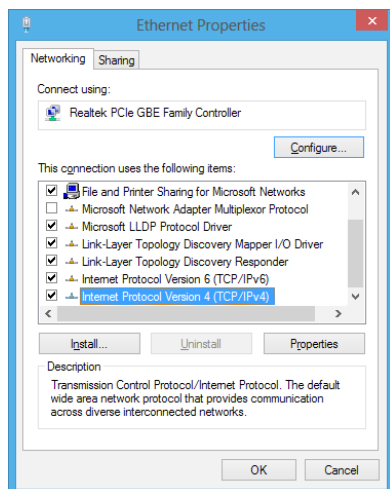 Ethernet Properties
Networking
Sharing
Connect using:
Realtek PCIe GBE Family Controller
Configure...
This connection uses the following items:
File and Printer Sharing for Microsoft Networks
Microsoft Network Adapter Multiplexor Protocol
Microsoft LLDP Protocol Driver
Link-Layer Topology Discovery Mapper I/O Driver
Link-Layer Topology Discovery Responder
Internet Protocol Version 6 (TCP/IPv6)
Internet Protocol Version 4 (TCP/IPv4)
Install...
Uninstall
Properties
Description
Transmission Control Protocol/Internet Protocol. The default
wide area network protocol that provides communication
across diverse interconnected networks.
OK
Cancel